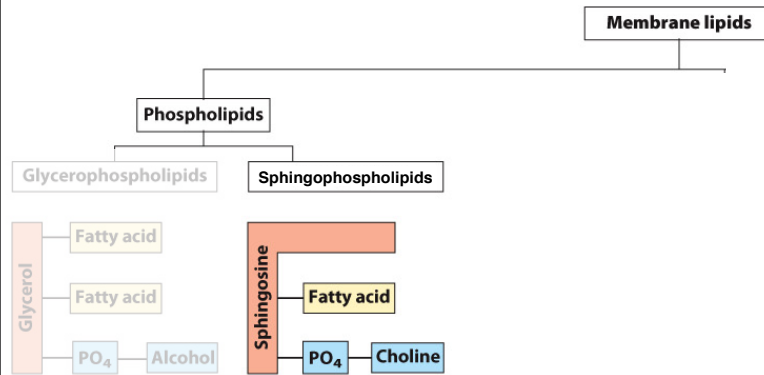 Membrane lipids
Phospholipids
Glycerophospholipids
Sphingophospholipids
Glycerol
Fatty acid
Fatty acid
PO4
Alcohol
Sphingosine
Fatty acid
PO4
Choline